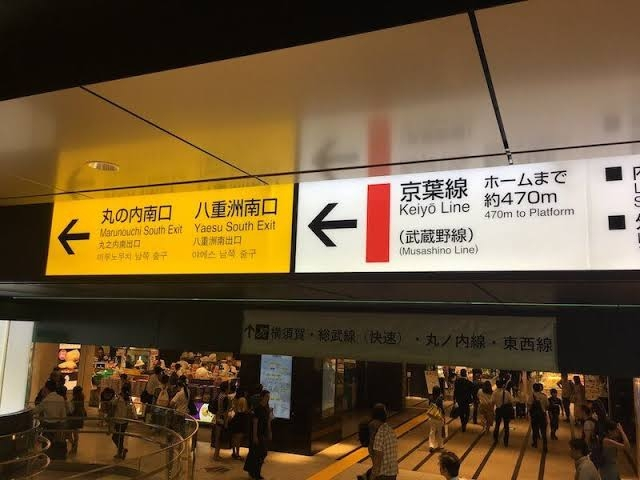 丸の内南口 八重洲南口
Marunouchi South Exit Yaesu South Exit
丸之内南出口 八重洲南出口
마루노우치 남쪽 출구 야에스 남쪽 출구
京葉線 ホームまで
Keiyō Line 約470m
470m to Platform
(武蔵野線)
(Musashino Line)
横須賀・総武線(快速)・丸ノ内線・東西線